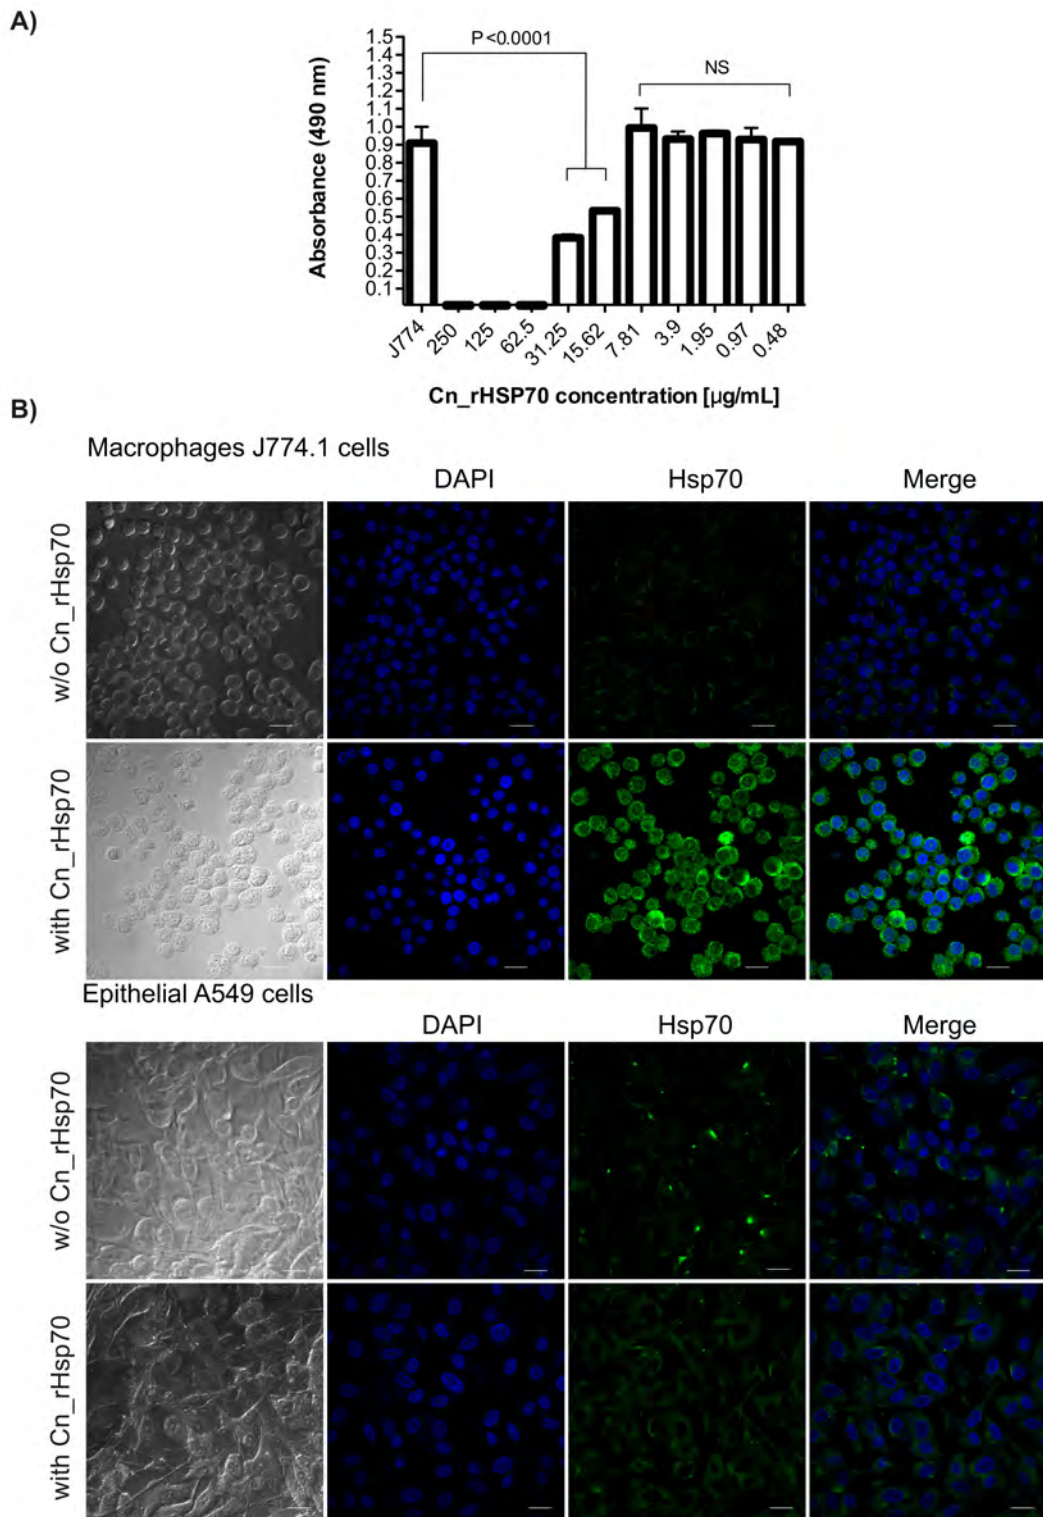 A)
P<0.0001
NS
Absorbance (490 nm)
1.5
1.4
1.3
1.2
1.1
1.0
0.9
0.8
0.7
0.6
0.5
0.4
0.3
0.2
0.1
J774 250 125 62.5 31.25 15.62 7.81 3.9 1.95 0.97 0.48
Cn_rHSP70 concentration [µg/mL]
B)
Macrophages J774.1 cells
DAPI Hsp70 Merge
w/o Cn_rHsp70
with Cn_rHsp70
Epithelial A549 cells
DAPI Hsp70 Merge
w/o Cn_rHsp70
with Cn_rHsp70